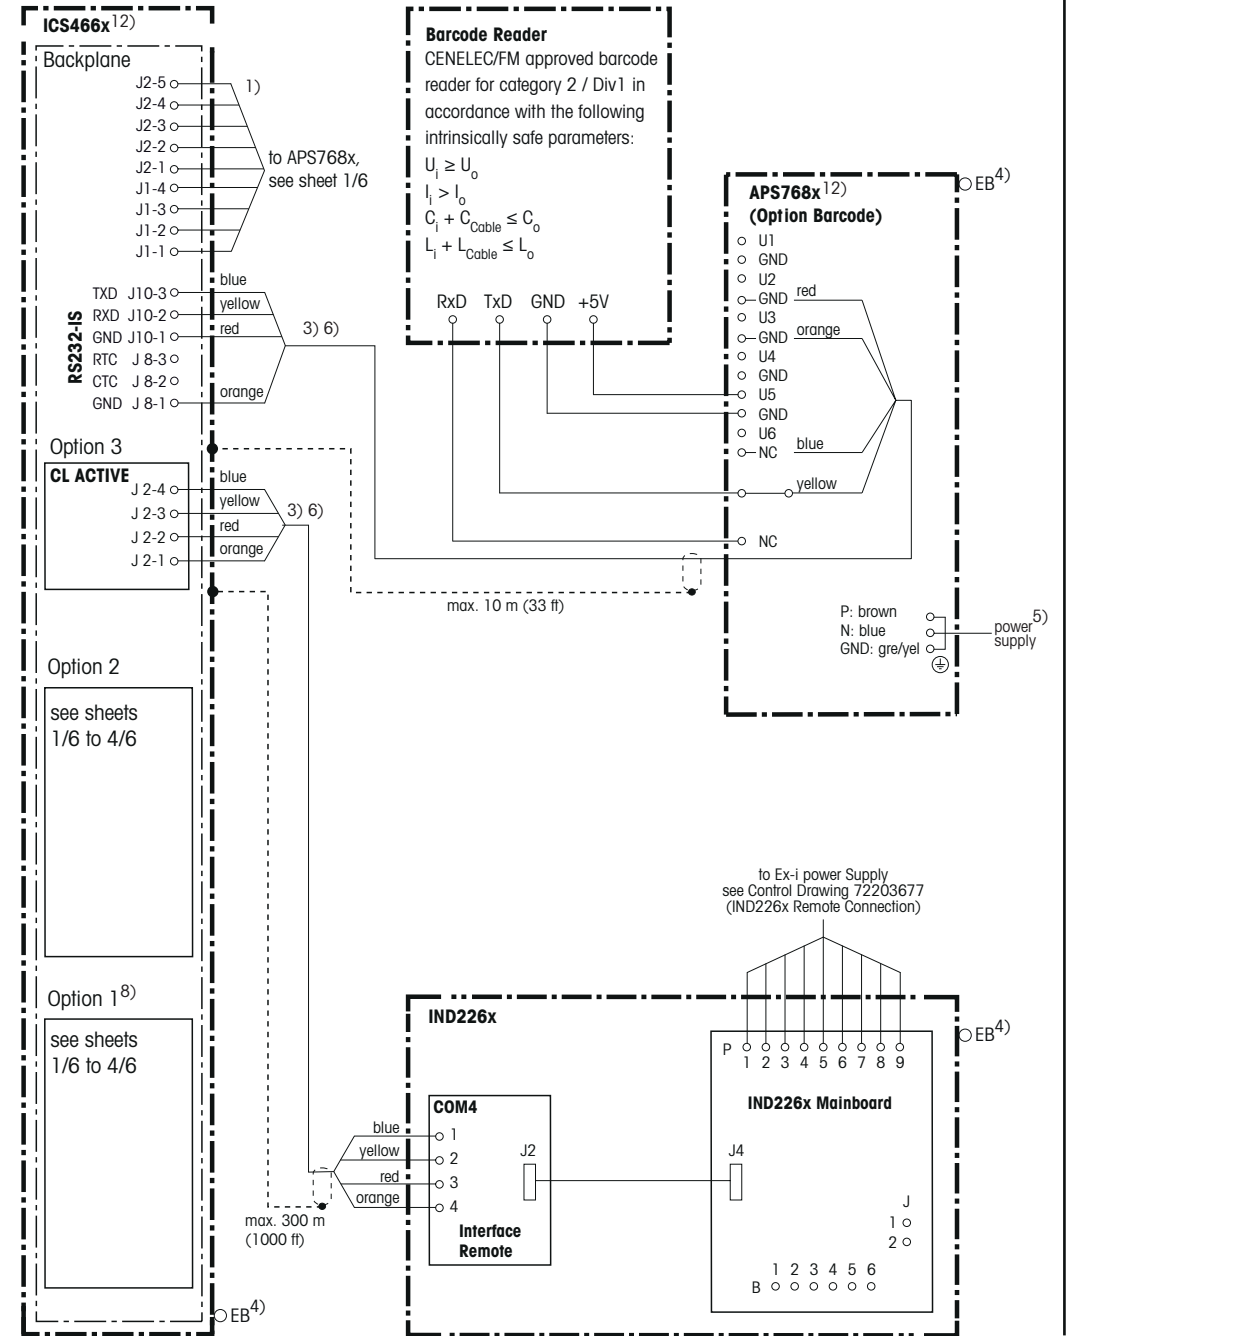 ICS466x12)
Backplane
J2-5
J2-4
J2-3
J2-2
J2-1
J1-4
J1-3
J1-2
J1-1
1)
to APS768x,
see sheet 1/6
RS232-IS
TXD J10-3 blue
RXD J10-2 yellow
GND J10-1 red
RTC J 8-3
CTC J 8-2
GND J 8-1 orange
3) 6)
Option 3
CL ACTIVE
J 2-4 blue
J 2-3 yellow
J 2-2 red
J 2-1 orange
3) 6)
Option 2
see sheets
1/6 to 4/6
Option 18)
see sheets
1/6 to 4/6
EB4)
Barcode Reader
CENELEC/FM approved barcode
reader for category 2 / Div1 in
accordance with the following
intrinsically safe parameters:
Ui ≥ Uo
Ii > Io
Ci + CCable ≤ Co
Li + LCable ≤ Lo
RxD TxD GND +5V
APS768x12)
(Option Barcode)
EB4)
U1
GND
U2
GND red
U3
GND orange
U4
GND
U5
GND
U6
NC blue
yellow
NC
max. 10 m (33 ft)
P: brown
N: blue
GND: gre/yel
power5)
supply
to Ex-i power Supply
see Control Drawing 72203677
(IND226x Remote Connection)
IND226x
EB4)
P
1 2 3 4 5 6 7 8 9
IND226x Mainboard
COM4
blue 1
yellow 2
red 3
orange 4
J2
J4
Interface
Remote
max. 300 m
(1000 ft)
J
1
2
1 2 3 4 5 6
B